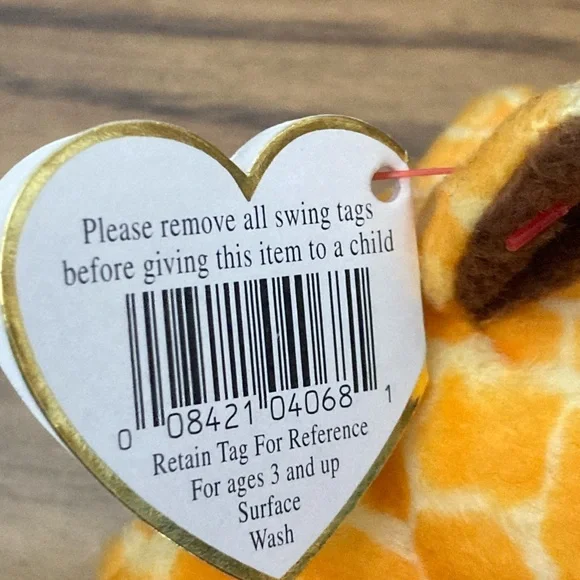 Please remove all swing tags
before giving this item to a child
0 08421 04068 1
Retain Tag For Reference
For ages 3 and up
Surface
Wash